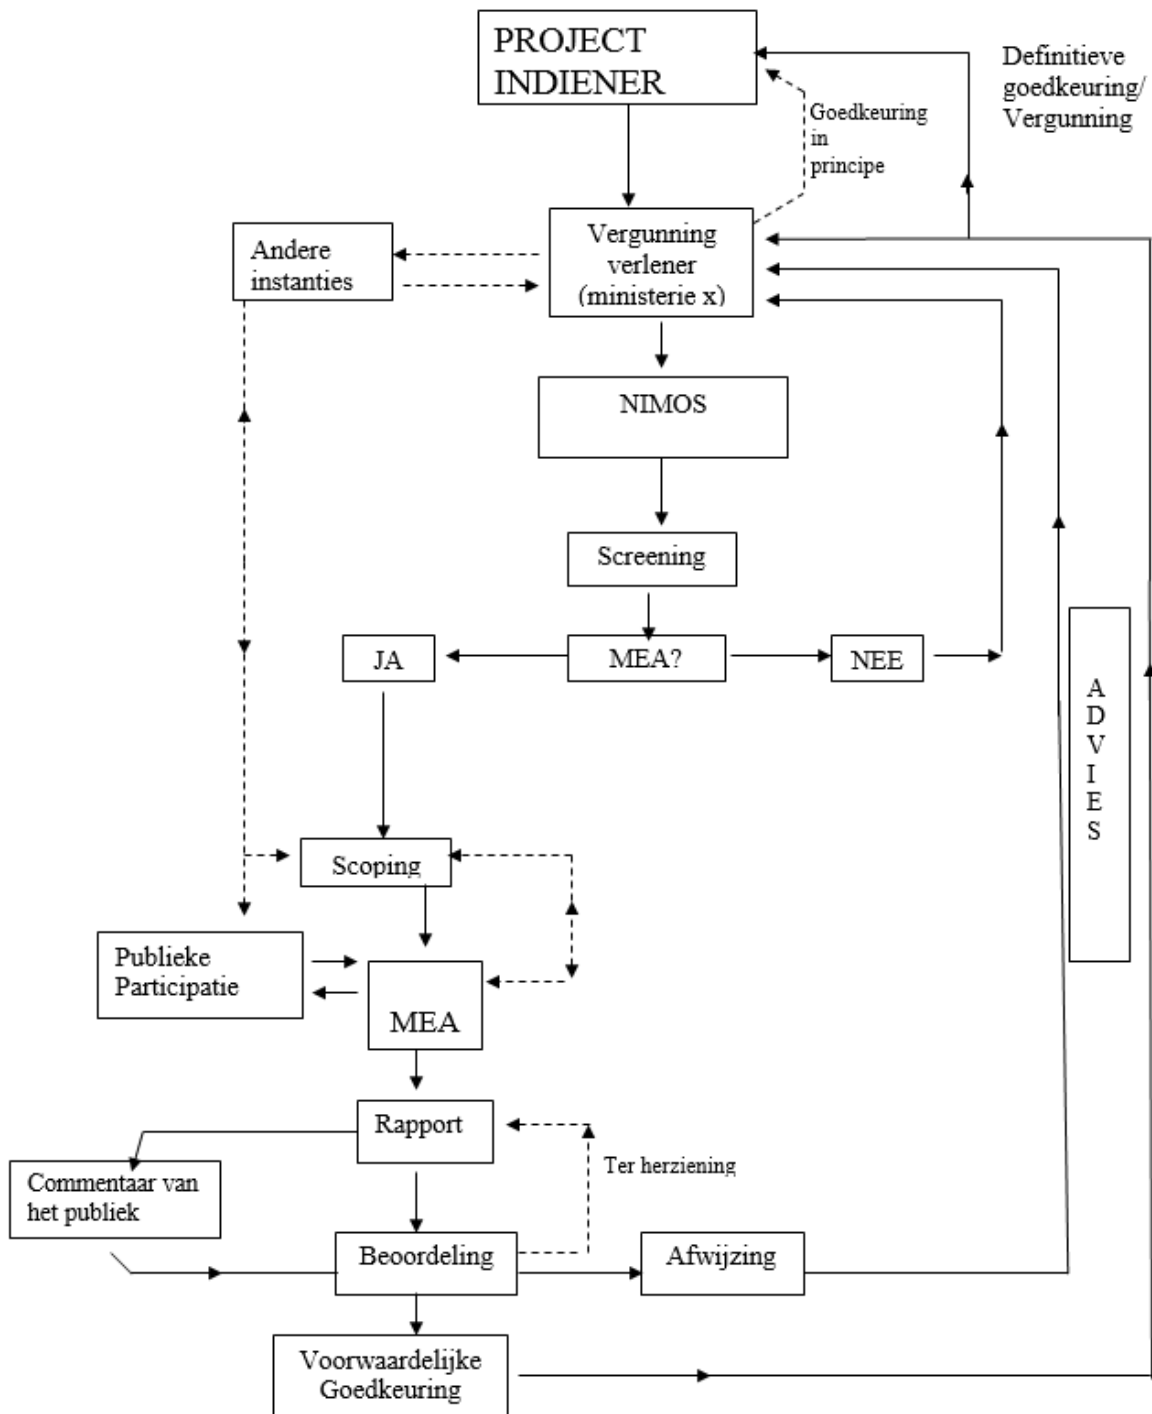 PROJECT
INDIENER
Definitieve
goedkeuring/
Vergunning
Goedkeuring
in
principe
Andere
instanties
Vergunning
verlener
(ministerie x)
NIMOS
Screening
JA
MEA?
NEE
A
D
V
I
E
S
Scoping
Publieke
Participatie
MEA
Rapport
Ter herziening
Commentaar van
het publiek
Beoordeling
Afwijzing
Voorwaardelijke
Goedkeuring